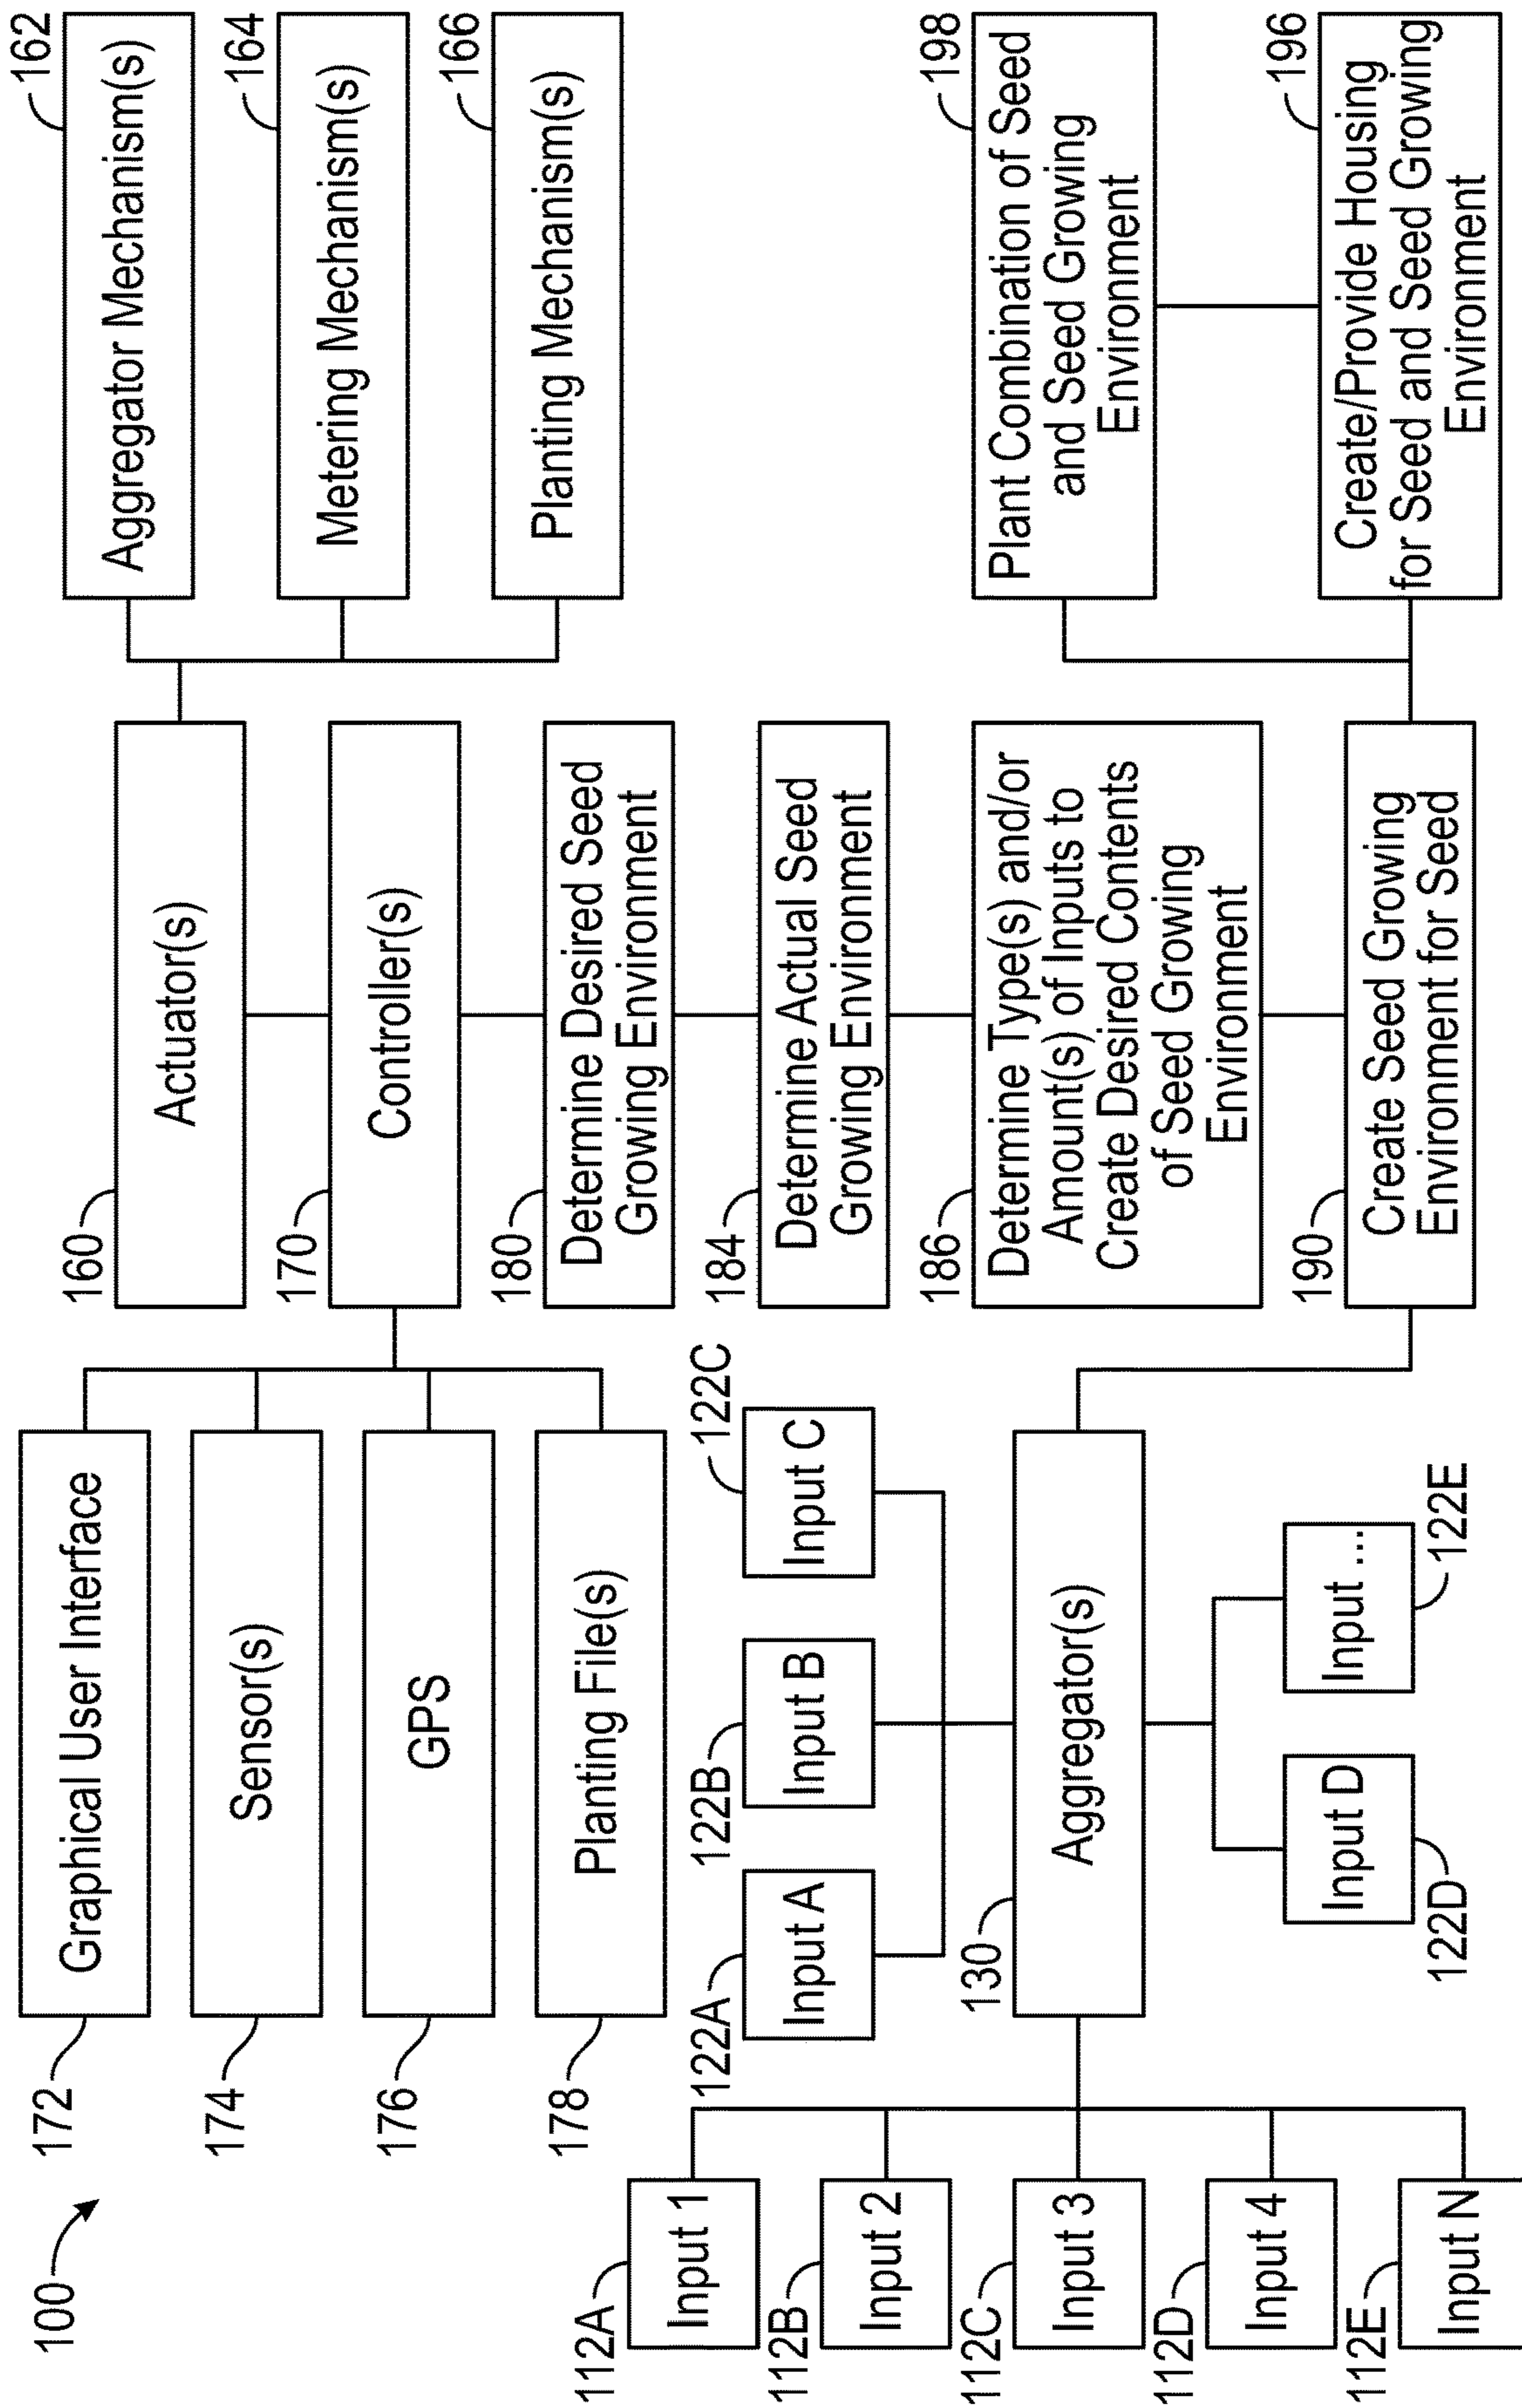 100
172
Graphical User Interface
174
Sensor(s)
176
GPS
178
Planting File(s)
160
Actuator(s)
170
Controller(s)
180
Determine Desired Seed
Growing Environment
184
Determine Actual Seed
Growing Environment
186
Determine Type(s) and/or
Amount(s) of Inputs to
Create Desired Contents
of Seed Growing
Environment
190
Create Seed Growing
Environment for Seed
162
Aggregator Mechanism(s)
164
Metering Mechanism(s)
166
Planting Mechanism(s)
198
Plant Combination of Seed
and Seed Growing
Environment
196
Create/Provide Housing
for Seed and Seed Growing
Environment
112A
Input 1
112B
Input 2
112C
Input 3
112D
Input 4
112E
Input N
122A
Input A
122B
Input B
122C
Input C
130
Aggregator(s)
Input D
122D
Input ...
122E